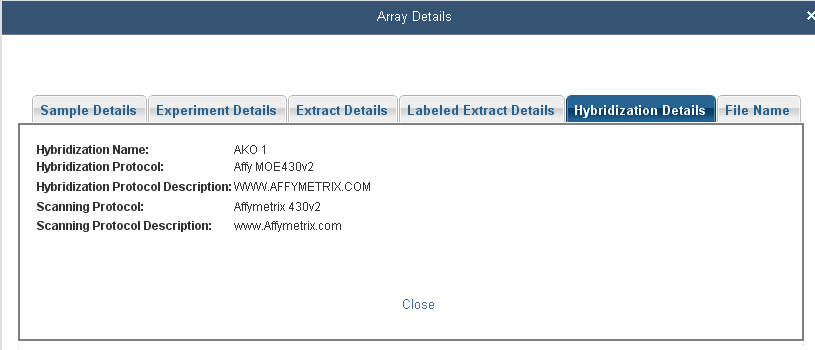 Array Details ×
Sample Details Experiment Details Extract Details Labeled Extract Details Hybridization Details File Name
Hybridization Name: AKO 1
Hybridization Protocol: Affy MOE430v2
Hybridization Protocol Description: WWW.AFFYMETRIX.COM
Scanning Protocol: Affymetrix 430v2
Scanning Protocol Description: www.Affymetrix.com
Close